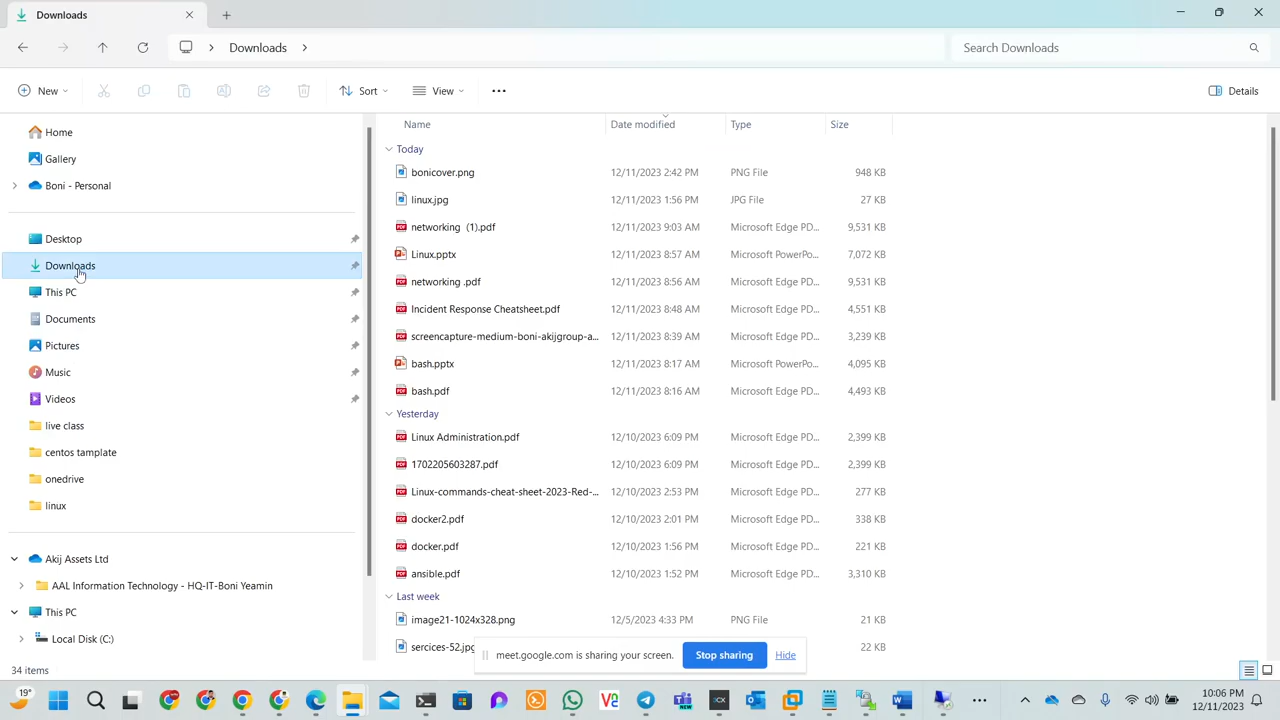 Downloads
Downloads
Search Downloads
New
Sort
View
Details
Home
Gallery
Boni - Personal
Desktop
Downloads
This PC
Documents
Pictures
Music
Videos
live class
centos tamplate
onedrive
linux
Akij Assets Ltd
AAL Information Technology - HQ-IT-Boni Yeamin
This PC
Local Disk (C:)
Name Date modified Type Size
Today
bonicover.png 12/11/2023 2:42 PM PNG File 948 KB
linux.jpg 12/11/2023 1:56 PM JPG File 27 KB
networking (1).pdf 12/11/2023 9:03 AM Microsoft Edge PD... 9,531 KB
Linux.pptx 12/11/2023 8:57 AM Microsoft PowerPo... 7,072 KB
networking .pdf 12/11/2023 8:56 AM Microsoft Edge PD... 9,531 KB
Incident Response Cheatsheet.pdf 12/11/2023 8:48 AM Microsoft Edge PD... 4,551 KB
screencapture-medium-boni-akijgroup-a... 12/11/2023 8:39 AM Microsoft Edge PD... 3,239 KB
bash.pptx 12/11/2023 8:17 AM Microsoft PowerPo... 4,095 KB
bash.pdf 12/11/2023 8:16 AM Microsoft Edge PD... 4,493 KB
Yesterday
Linux Administration.pdf 12/10/2023 6:09 PM Microsoft Edge PD... 2,399 KB
1702205603287.pdf 12/10/2023 6:09 PM Microsoft Edge PD... 2,399 KB
Linux-commands-cheat-sheet-2023-Red-... 12/10/2023 2:53 PM Microsoft Edge PD... 277 KB
docker2.pdf 12/10/2023 2:01 PM Microsoft Edge PD... 338 KB
docker.pdf 12/10/2023 1:56 PM Microsoft Edge PD... 221 KB
ansible.pdf 12/10/2023 1:52 PM Microsoft Edge PD... 3,310 KB
Last week
image21-1024x328.png 12/5/2023 4:33 PM PNG File 21 KB
sercices-52.jpg 22 KB
meet.google.com is sharing your screen. Stop sharing Hide
34 items
19°
10:06 PM
12/11/2023